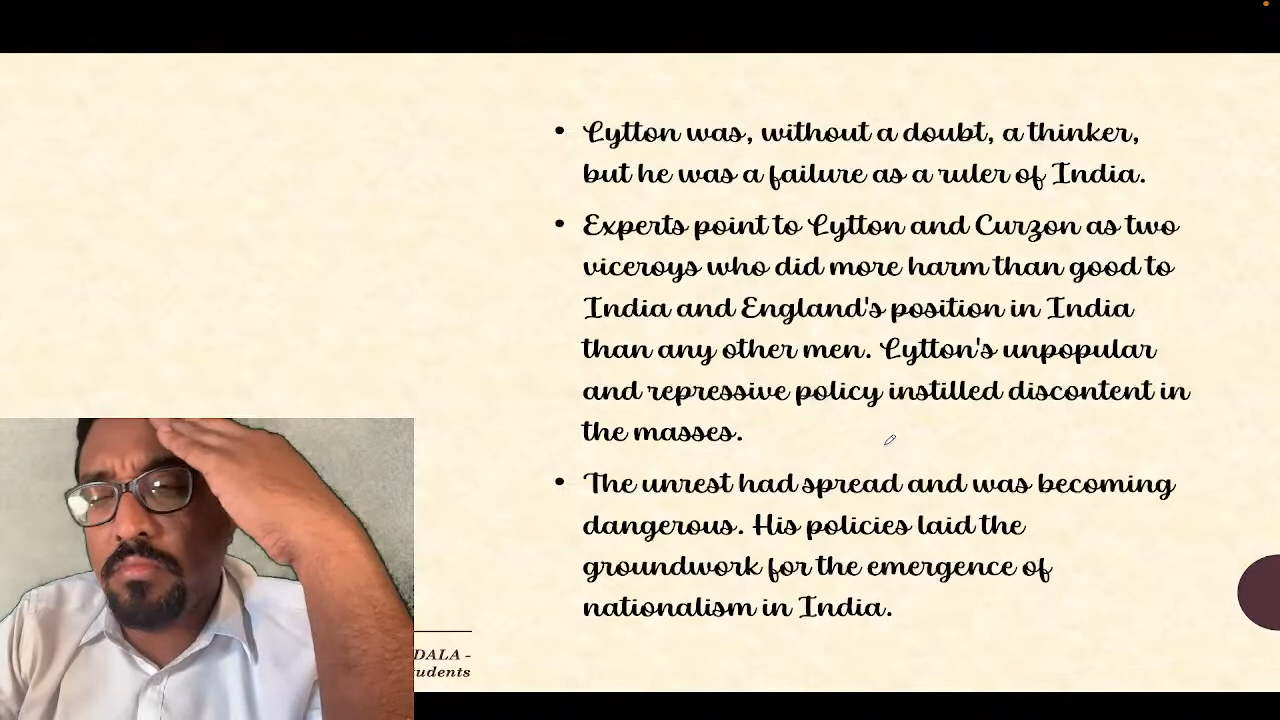 • Lytton was, without a doubt, a thinker,
but he was a failure as a ruler of India.
• Experts point to Lytton and Curzon as two
viceroys who did more harm than good to
India and England's position in India
than any other men. Lytton's unpopular
and repressive policy instilled discontent in
the masses.
• The unrest had spread and was becoming
dangerous. His policies laid the
groundwork for the emergence of
nationalism in India.
DALA -
udents